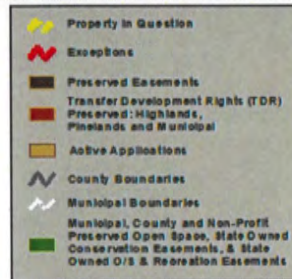 Property In Question
Exceptions
Preserved Easements
Transfer Development Rights (TDR)
Preserved: Highlands,
Pinelands and Municipal
Active Applications
County Boundaries
Municipal Boundaries
Municipal, County and Non-Profit
Preserved Open Space, State Owned
Conservation Easements, & State
Owned O/S & Recreation Easements